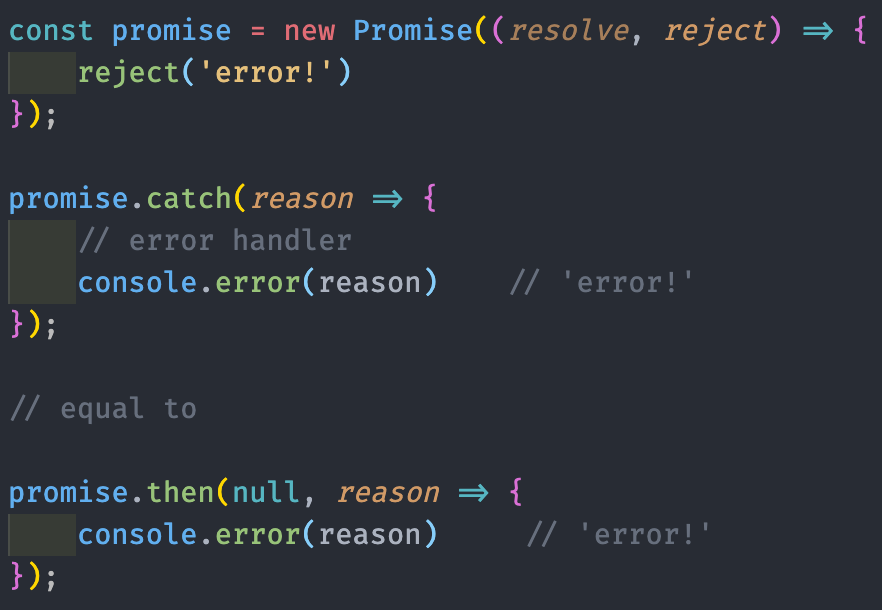 const promise = new Promise((resolve, reject) => {
    reject('error!')
});

promise.catch(reason => {
    // error handler
    console.error(reason)    // 'error!'
});

// equal to

promise.then(null, reason => {
    console.error(reason)     // 'error!'
});